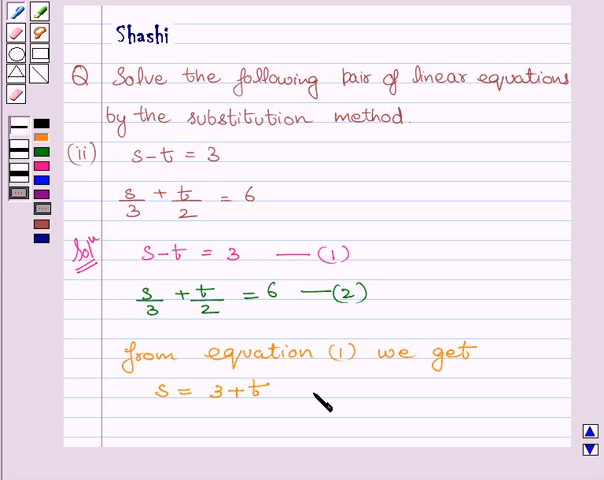 Shashi
Q Solve the following pair of linear equations
by the substitution method.
(ii) s-t = 3
s/3 + t/2 = 6
Solⁿ s-t = 3 —(1)
s/3 + t/2 = 6 —(2)
from equation (1) we get
s = 3+t